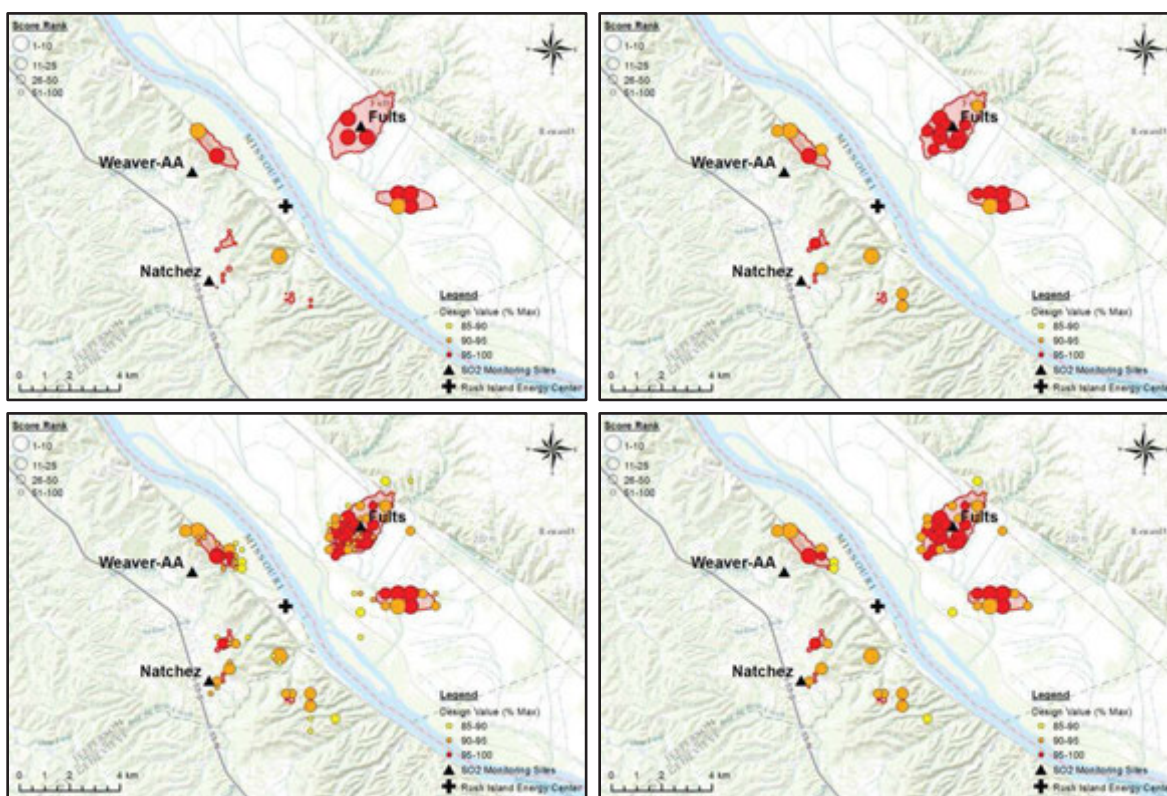 Score Rank
1-10
11-25
26-50
51-100
Fults
Weaver-AA
MISSOURI
Natchez
Legend
Design Value (% Max)
85-90
90-95
95-100
SO2 Monitoring Sites
Rush Island Energy Center
0 1 2 4 km
Score Rank
1-10
11-25
26-50
51-100
Fults
Weaver-AA
MISSOURI
Natchez
Legend
Design Value (% Max)
85-90
90-95
95-100
SO2 Monitoring Sites
Rush Island Energy Center
0 1 2 4 km
Score Rank
1-10
11-25
26-50
51-100
Fults
Weaver-AA
MISSOURI
Natchez
Legend
Design Value (% Max)
85-90
90-95
95-100
SO2 Monitoring Sites
Rush Island Energy Center
0 1 2 4 km
Score Rank
1-10
11-25
26-50
51-100
Fults
Weaver-AA
MISSOURI
Natchez
Legend
Design Value (% Max)
85-90
90-95
95-100
SO2 Monitoring Sites
Rush Island Energy Center
0 1 2 4 km